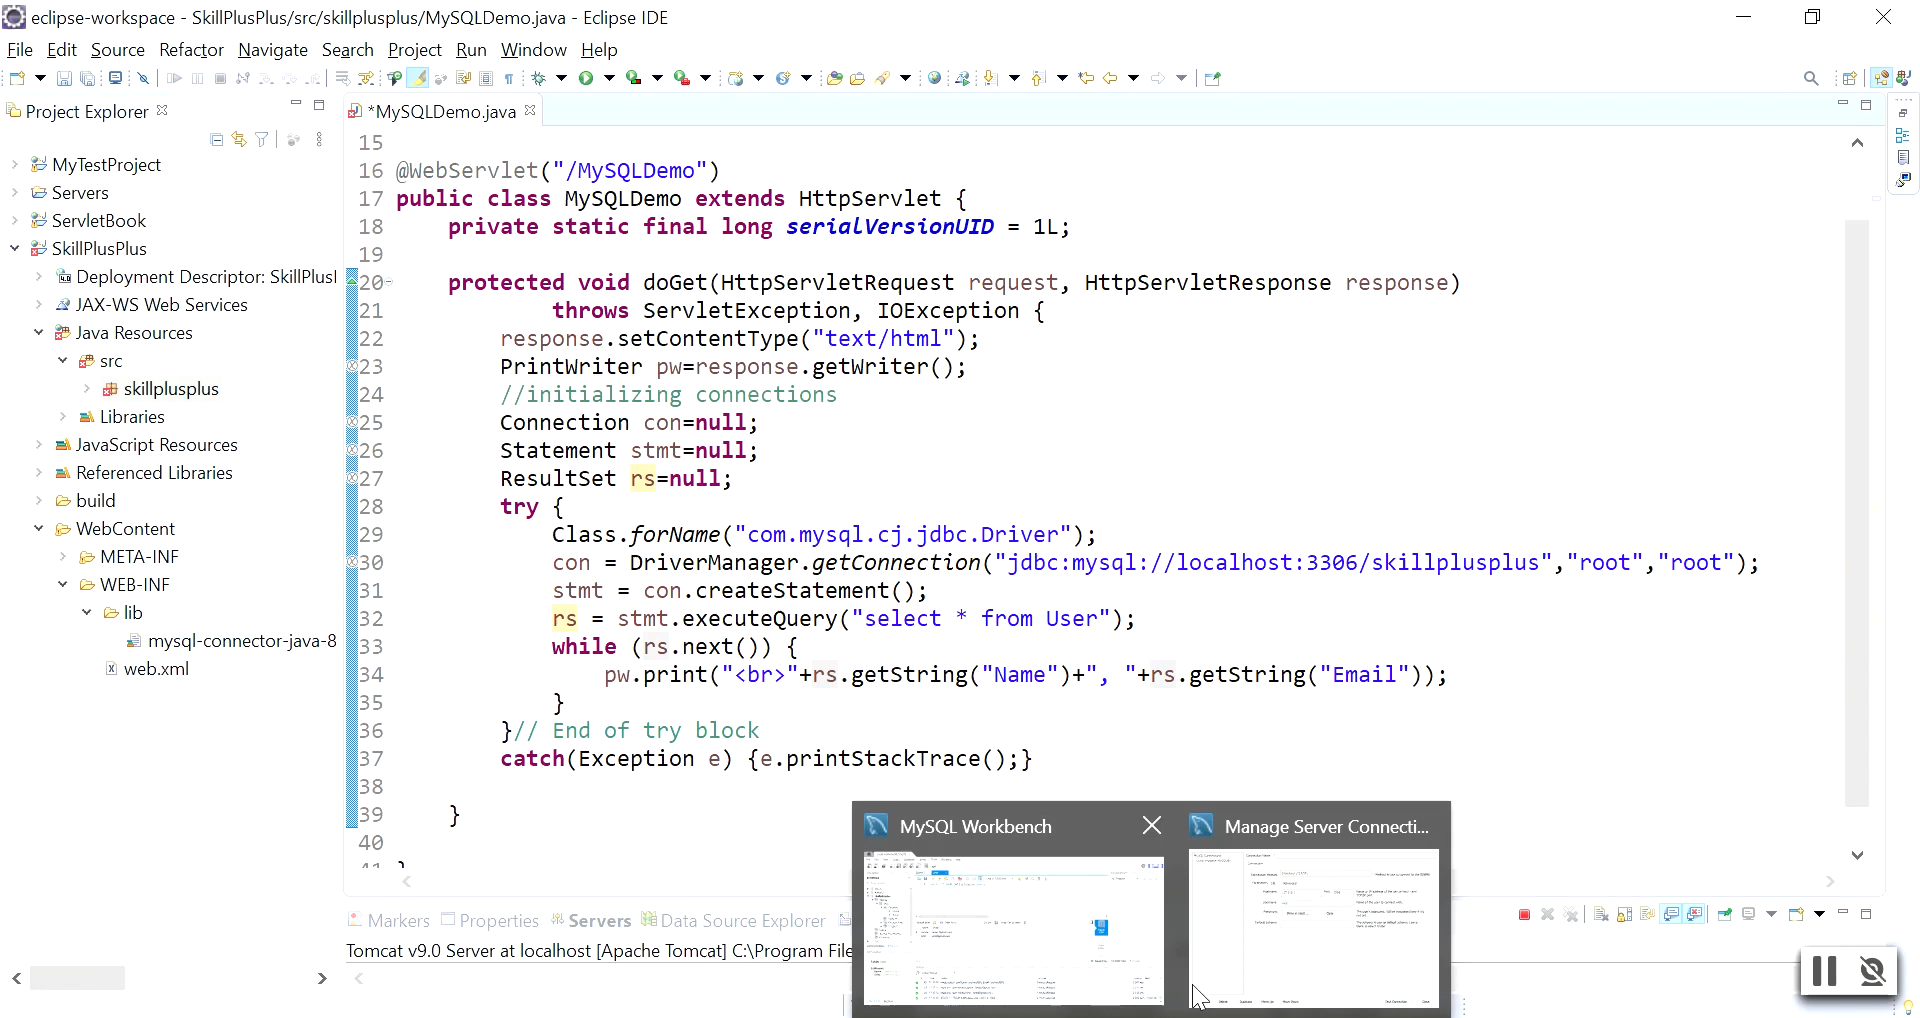 eclipse-workspace - SkillPlusPlus/src/skillplusplus/MySQLDemo.java - Eclipse IDE
File Edit Source Refactor Navigate Search Project Run Window Help
Project Explorer
MyTestProject
Servers
ServletBook
SkillPlusPlus
Deployment Descriptor: SkillPlusI
JAX-WS Web Services
Java Resources
src
skillplusplus
Libraries
JavaScript Resources
Referenced Libraries
build
WebContent
META-INF
WEB-INF
lib
mysql-connector-java-8
web.xml
*MySQLDemo.java
15
16 @WebServlet("/MySQLDemo")
17 public class MySQLDemo extends HttpServlet {
18 private static final long serialVersionUID = 1L;
19
20 protected void doGet(HttpServletRequest request, HttpServletResponse response)
21 throws ServletException, IOException {
22 response.setContentType("text/html");
23 PrintWriter pw=response.getWriter();
24 //initializing connections
25 Connection con=null;
26 Statement stmt=null;
27 ResultSet rs=null;
28 try {
29 Class.forName("com.mysql.cj.jdbc.Driver");
30 con = DriverManager.getConnection("jdbc:mysql://localhost:3306/skillplusplus","root","root");
31 stmt = con.createStatement();
32 rs = stmt.executeQuery("select * from User");
33 while (rs.next()) {
34 pw.print("<br>"+rs.getString("Name")+", "+rs.getString("Email"));
35 }
36 }// End of try block
37 catch(Exception e) {e.printStackTrace();}
38
39 }
40
41 }
MySQL Workbench
Manage Server Connecti...
Markers Properties Servers Data Source Explorer
Tomcat v9.0 Server at localhost [Apache Tomcat] C:\Program File